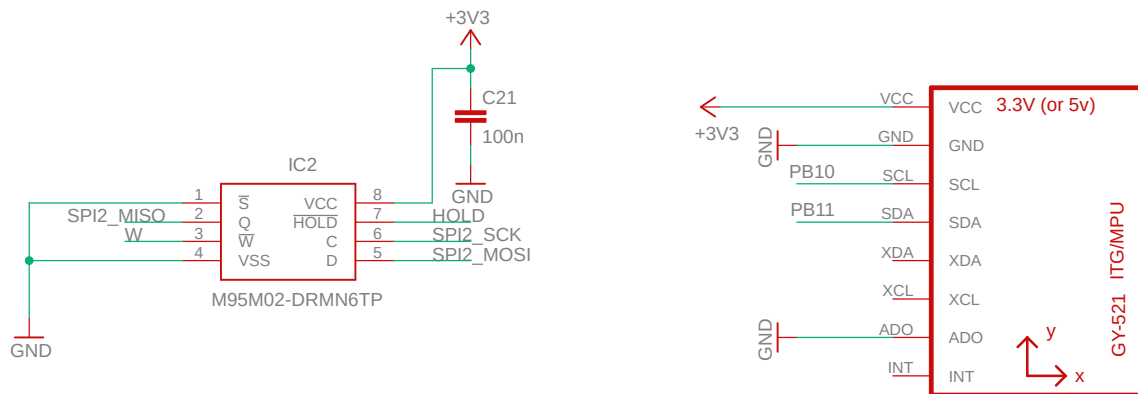 +3V3
C21
100n
GND
IC2
1
S
VCC
8
SPI2_MISO
2
Q
HOLD
7
HOLD
W
3
W
C
6
SPI2_SCK
4
VSS
D
5
SPI2_MOSI
M95M02-DRMN6TP
GND
+3V3
VCC
VCC
3.3V (or 5v)
GND
GND
GND
PB10
SCL
SCL
PB11
SDA
SDA
XDA
XDA
XCL
XCL
GND
ADO
ADO
INT
INT
y
x
GY-521 ITG/MPU